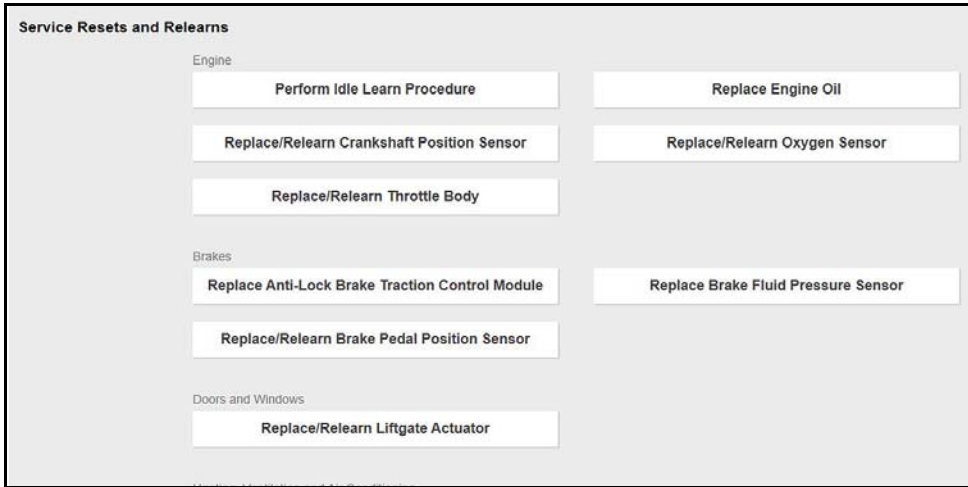 Service Resets and Relearns
Engine
Perform Idle Learn Procedure
Replace Engine Oil
Replace/Relearn Crankshaft Position Sensor
Replace/Relearn Oxygen Sensor
Replace/Relearn Throttle Body
Brakes
Replace Anti-Lock Brake Traction Control Module
Replace Brake Fluid Pressure Sensor
Replace/Relearn Brake Pedal Position Sensor
Doors and Windows
Replace/Relearn Liftgate Actuator